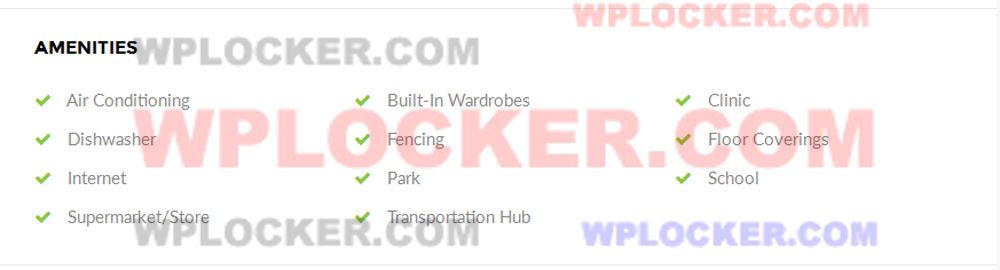 WPLOCKER.COM
AMENITIES
WPLOCKER.COM
Air Conditioning Built-In Wardrobes Clinic
WPLOCKER.COM
Dishwasher Fencing Floor Coverings
Internet Park School
Supermarket/Store Transportation Hub
WPLOCKER.COM WPLOCKER.COM